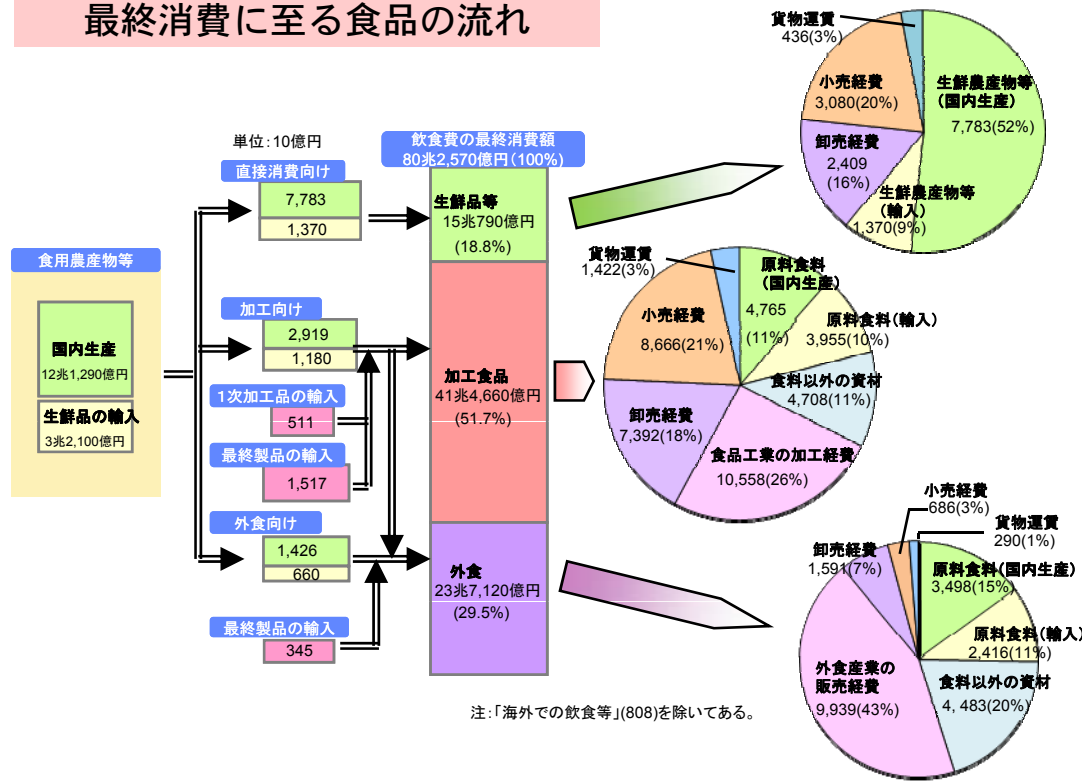 最終消費に至る食品の流れ
単位：10億円
飲食費の最終消費額
80兆2,570億円(100%)
食用農産物等
国内生産
12兆1,290億円
生鮮品の輸入
3兆2,100億円
直接消費向け
7,783
1,370
加工向け
2,919
1,180
1次加工品の輸入
511
最終製品の輸入
1,517
外食向け
1,426
660
最終製品の輸入
345
生鮮品等
15兆790億円
(18.8%)
加工食品
41兆4,660億円
(51.7%)
外食
23兆7,120億円
(29.5%)
貨物運賃
436(3%)
小売経費
3,080(20%)
卸売経費
2,409
(16%)
生鮮農産物等
(国内生産)
7,783(52%)
生鮮農産物等
(輸入)
1,370(9%)
貨物運賃
1,422(3%)
小売経費
8,666(21%)
卸売経費
7,392(18%)
原料食料
(国内生産)
4,765
(11%)
原料食料(輸入)
3,955(10%)
食料以外の資材
4,708(11%)
食品工業の加工経費
10,558(26%)
小売経費
686(3%)
貨物運賃
290(1%)
卸売経費
1,591(7%)
原料食料(国内生産)
3,498(15%)
原料食料(輸入)
2,416(11%)
食料以外の資材
4, 483(20%)
外食産業の
販売経費
9,939(43%)
注：「海外での飲食等」(808)を除いてある。